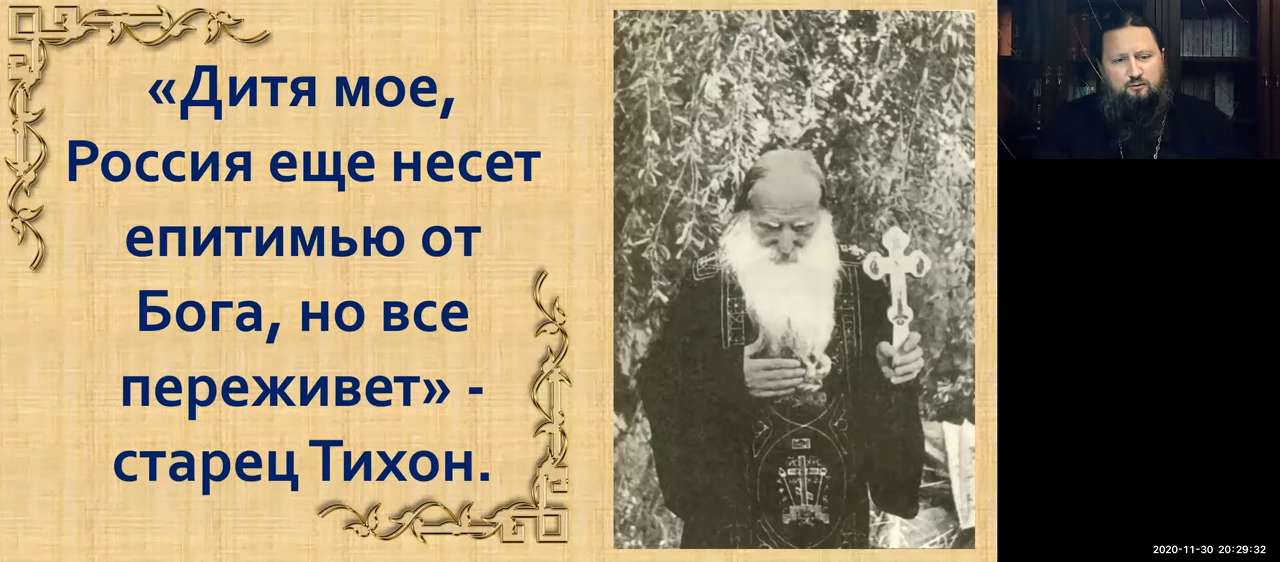 «Дитя мое,
Россия еще несет
епитимью от
Бога, но все
переживет» -
старец Тихон.
2020-11-30 20:29:32